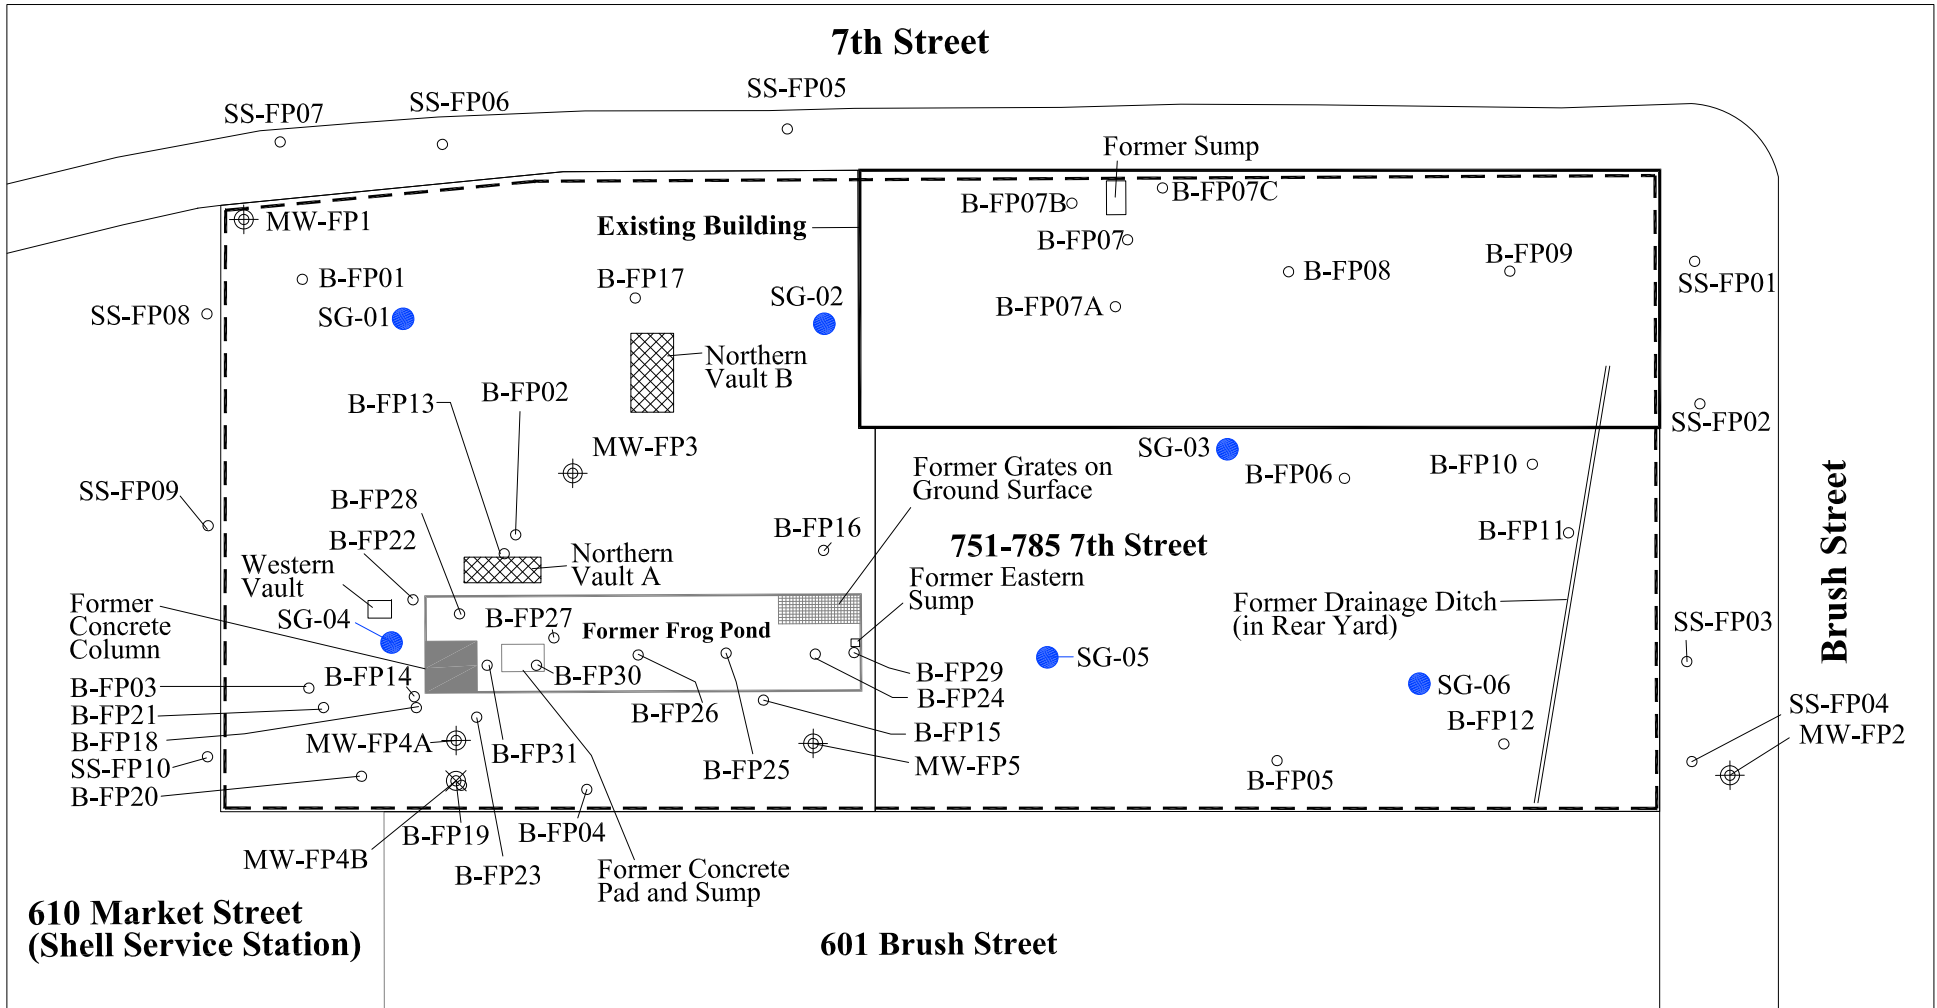 7th Street
SS-FP05
SS-FP06
SS-FP07
Former Sump
B-FP07B
B-FP07C
MW-FP1
Existing Building
B-FP07
B-FP09
B-FP01
B-FP17
B-FP08
SS-FP01
SS-FP08
SG-01
SG-02
B-FP07A
Northern
Vault B
B-FP13
B-FP02
SS-FP02
MW-FP3
SG-03
Former Grates on
Ground Surface
B-FP06
B-FP10
SS-FP09
B-FP28
B-FP22
B-FP16
751-785 7th Street
B-FP11
Brush Street
Western
Vault
Northern
Vault A
Former Eastern
Sump
Former
Concrete
Column
SG-04
B-FP27
Former Frog Pond
Former Drainage Ditch
(in Rear Yard)
SS-FP03
B-FP03
B-FP14
B-FP30
B-FP29
SG-05
SG-06
B-FP21
B-FP26
B-FP24
SS-FP04
B-FP18
MW-FP4A
B-FP31
B-FP15
B-FP12
MW-FP2
SS-FP10
B-FP25
MW-FP5
B-FP05
B-FP20
B-FP19
B-FP04
MW-FP4B
B-FP23
Former Concrete
Pad and Sump
610 Market Street
(Shell Service Station)
601 Brush Street